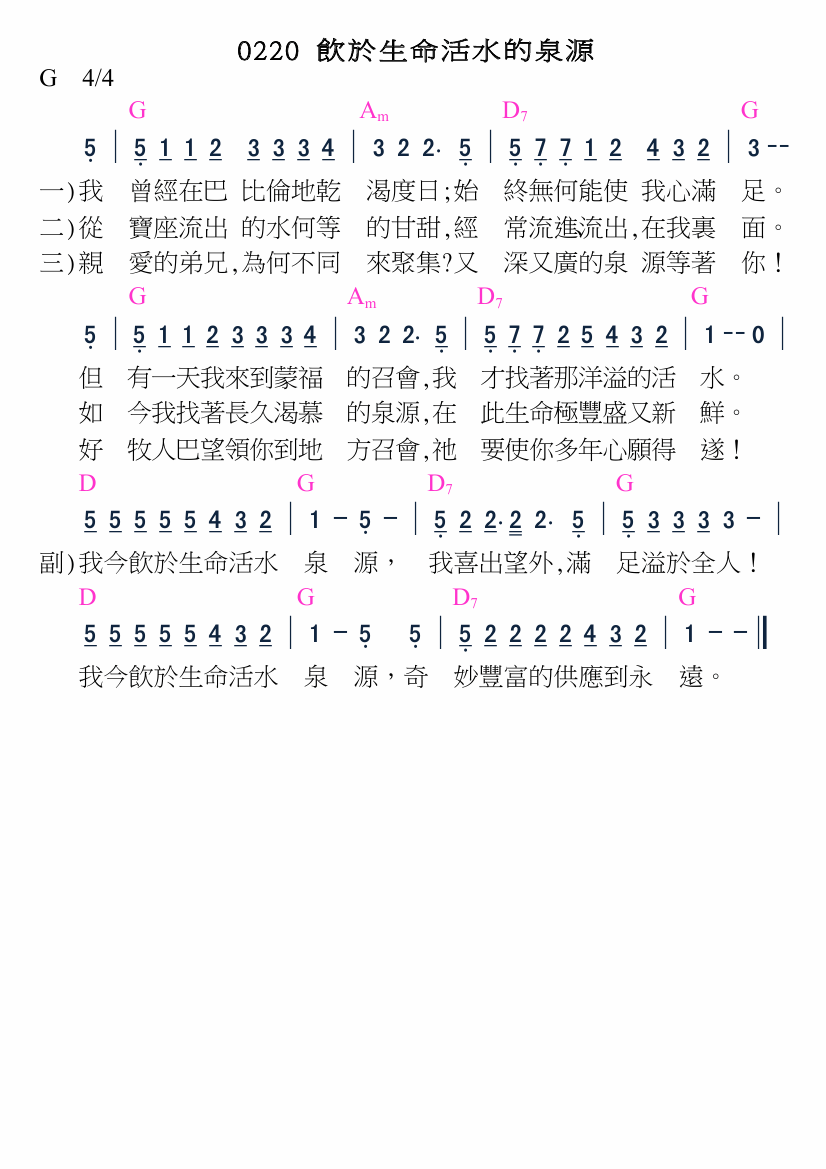 0220 飲於生命活水的泉源
G 4/4
G Am D7 G
5 | 5 1 1 2 3 3 3 4 | 3 2 2. 5 | 5 7 7 1 2 4 3 2 | 3 --
一)我 曾經在巴 比倫地乾 渴度日;始 終無何能使 我心滿 足。
二)從 寶座流出 的水何等 的甘甜,經 常流進流出,在我裏 面。
三)親 愛的弟兄,為何不同 來聚集?又 深又廣的泉 源等著 你!
G Am D7 G
5 | 5 1 1 2 3 3 3 4 | 3 2 2. 5 | 5 7 7 2 5 4 3 2 | 1 -- 0 |
但 有一天我來到蒙福 的召會,我 才找著那洋溢的活 水。
如 今我找著長久渴慕 的泉源,在 此生命極豐盛又新 鮮。
好 牧人巴望領你到地 方召會,祂 要使你多年心願得 遂!
D G D7 G
5 5 5 5 5 4 3 2 | 1 - 5 - | 5 2 2. 2 2. 5 | 5 3 3 3 3 - |
副)我今飲於生命活水 泉 源, 我喜出望外,滿 足溢於全人!
D G D7 G
5 5 5 5 5 4 3 2 | 1 - 5 5 | 5 2 2 2 2 4 3 2 | 1 - - ‖
我今飲於生命活水 泉 源,奇 妙豐富的供應到永 遠。